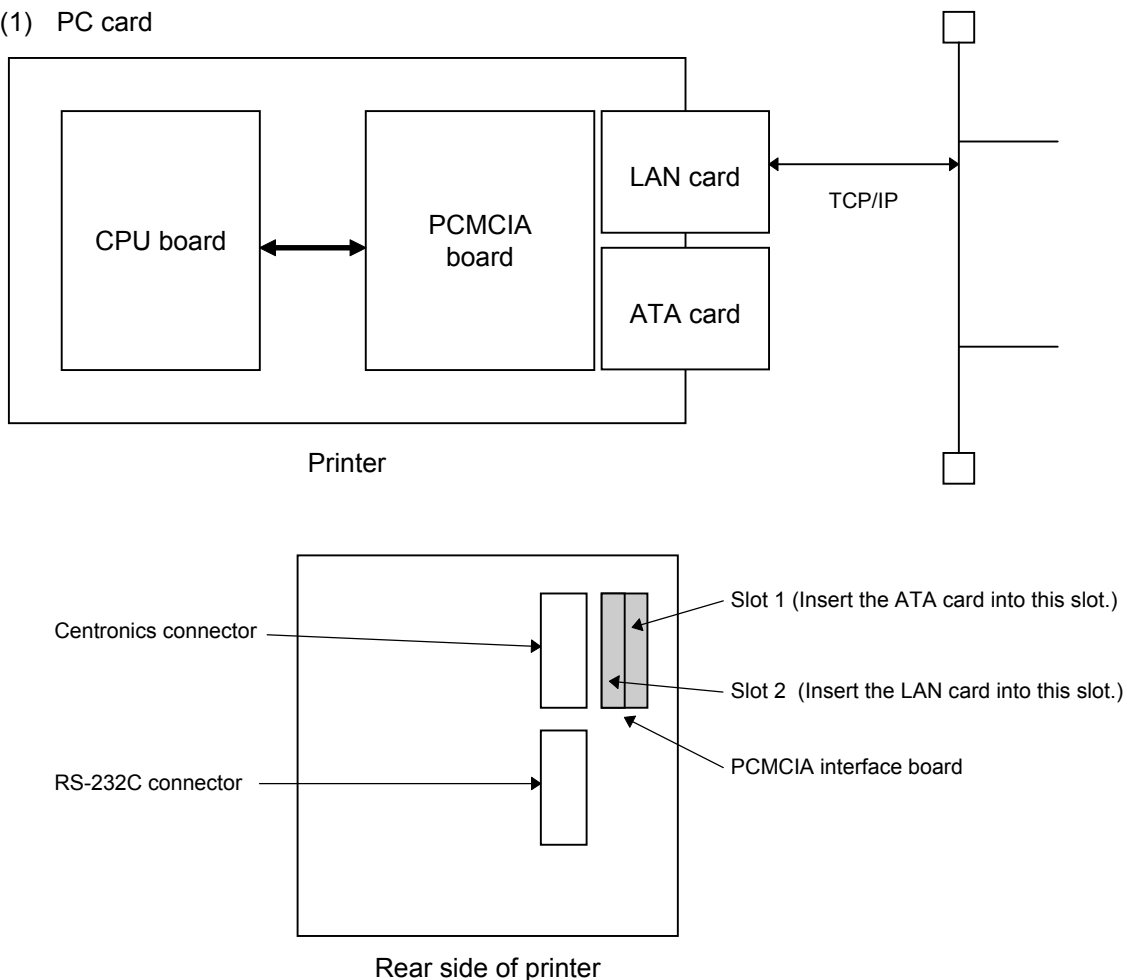 (1) PC card
CPU board
PCMCIA
board
LAN card
ATA card
TCP/IP
Printer
Centronics connector
RS-232C connector
Slot 1 (Insert the ATA card into this slot.)
Slot 2 (Insert the LAN card into this slot.)
PCMCIA interface board
Rear side of printer